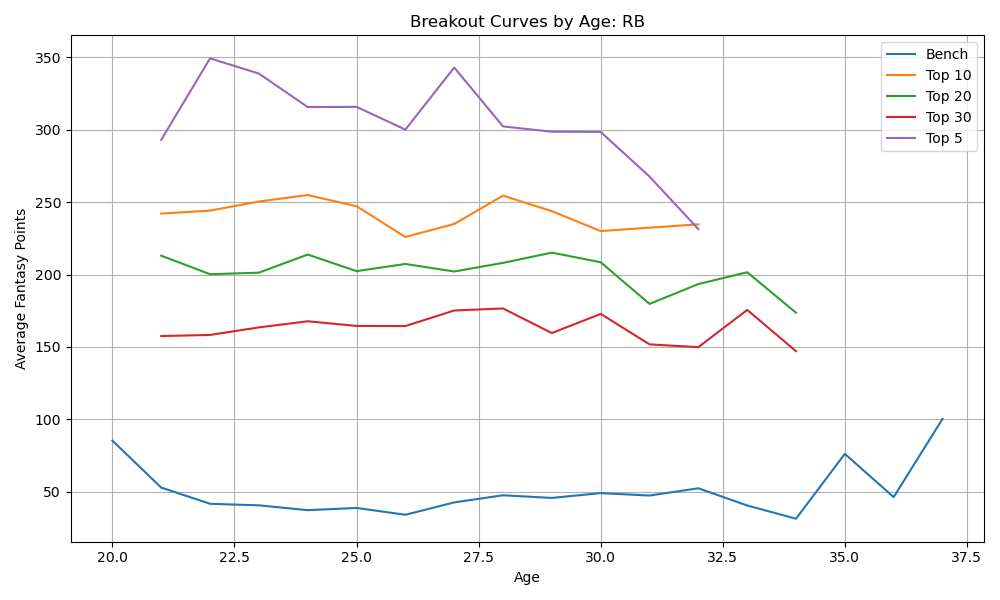 Breakout Curves by Age: RB
Bench
Top 10
Top 20
Top 30
Top 5
Average Fantasy Points
350
300
250
200
150
100
50
20.0 22.5 25.0 27.5 30.0 32.5 35.0 37.5
Age